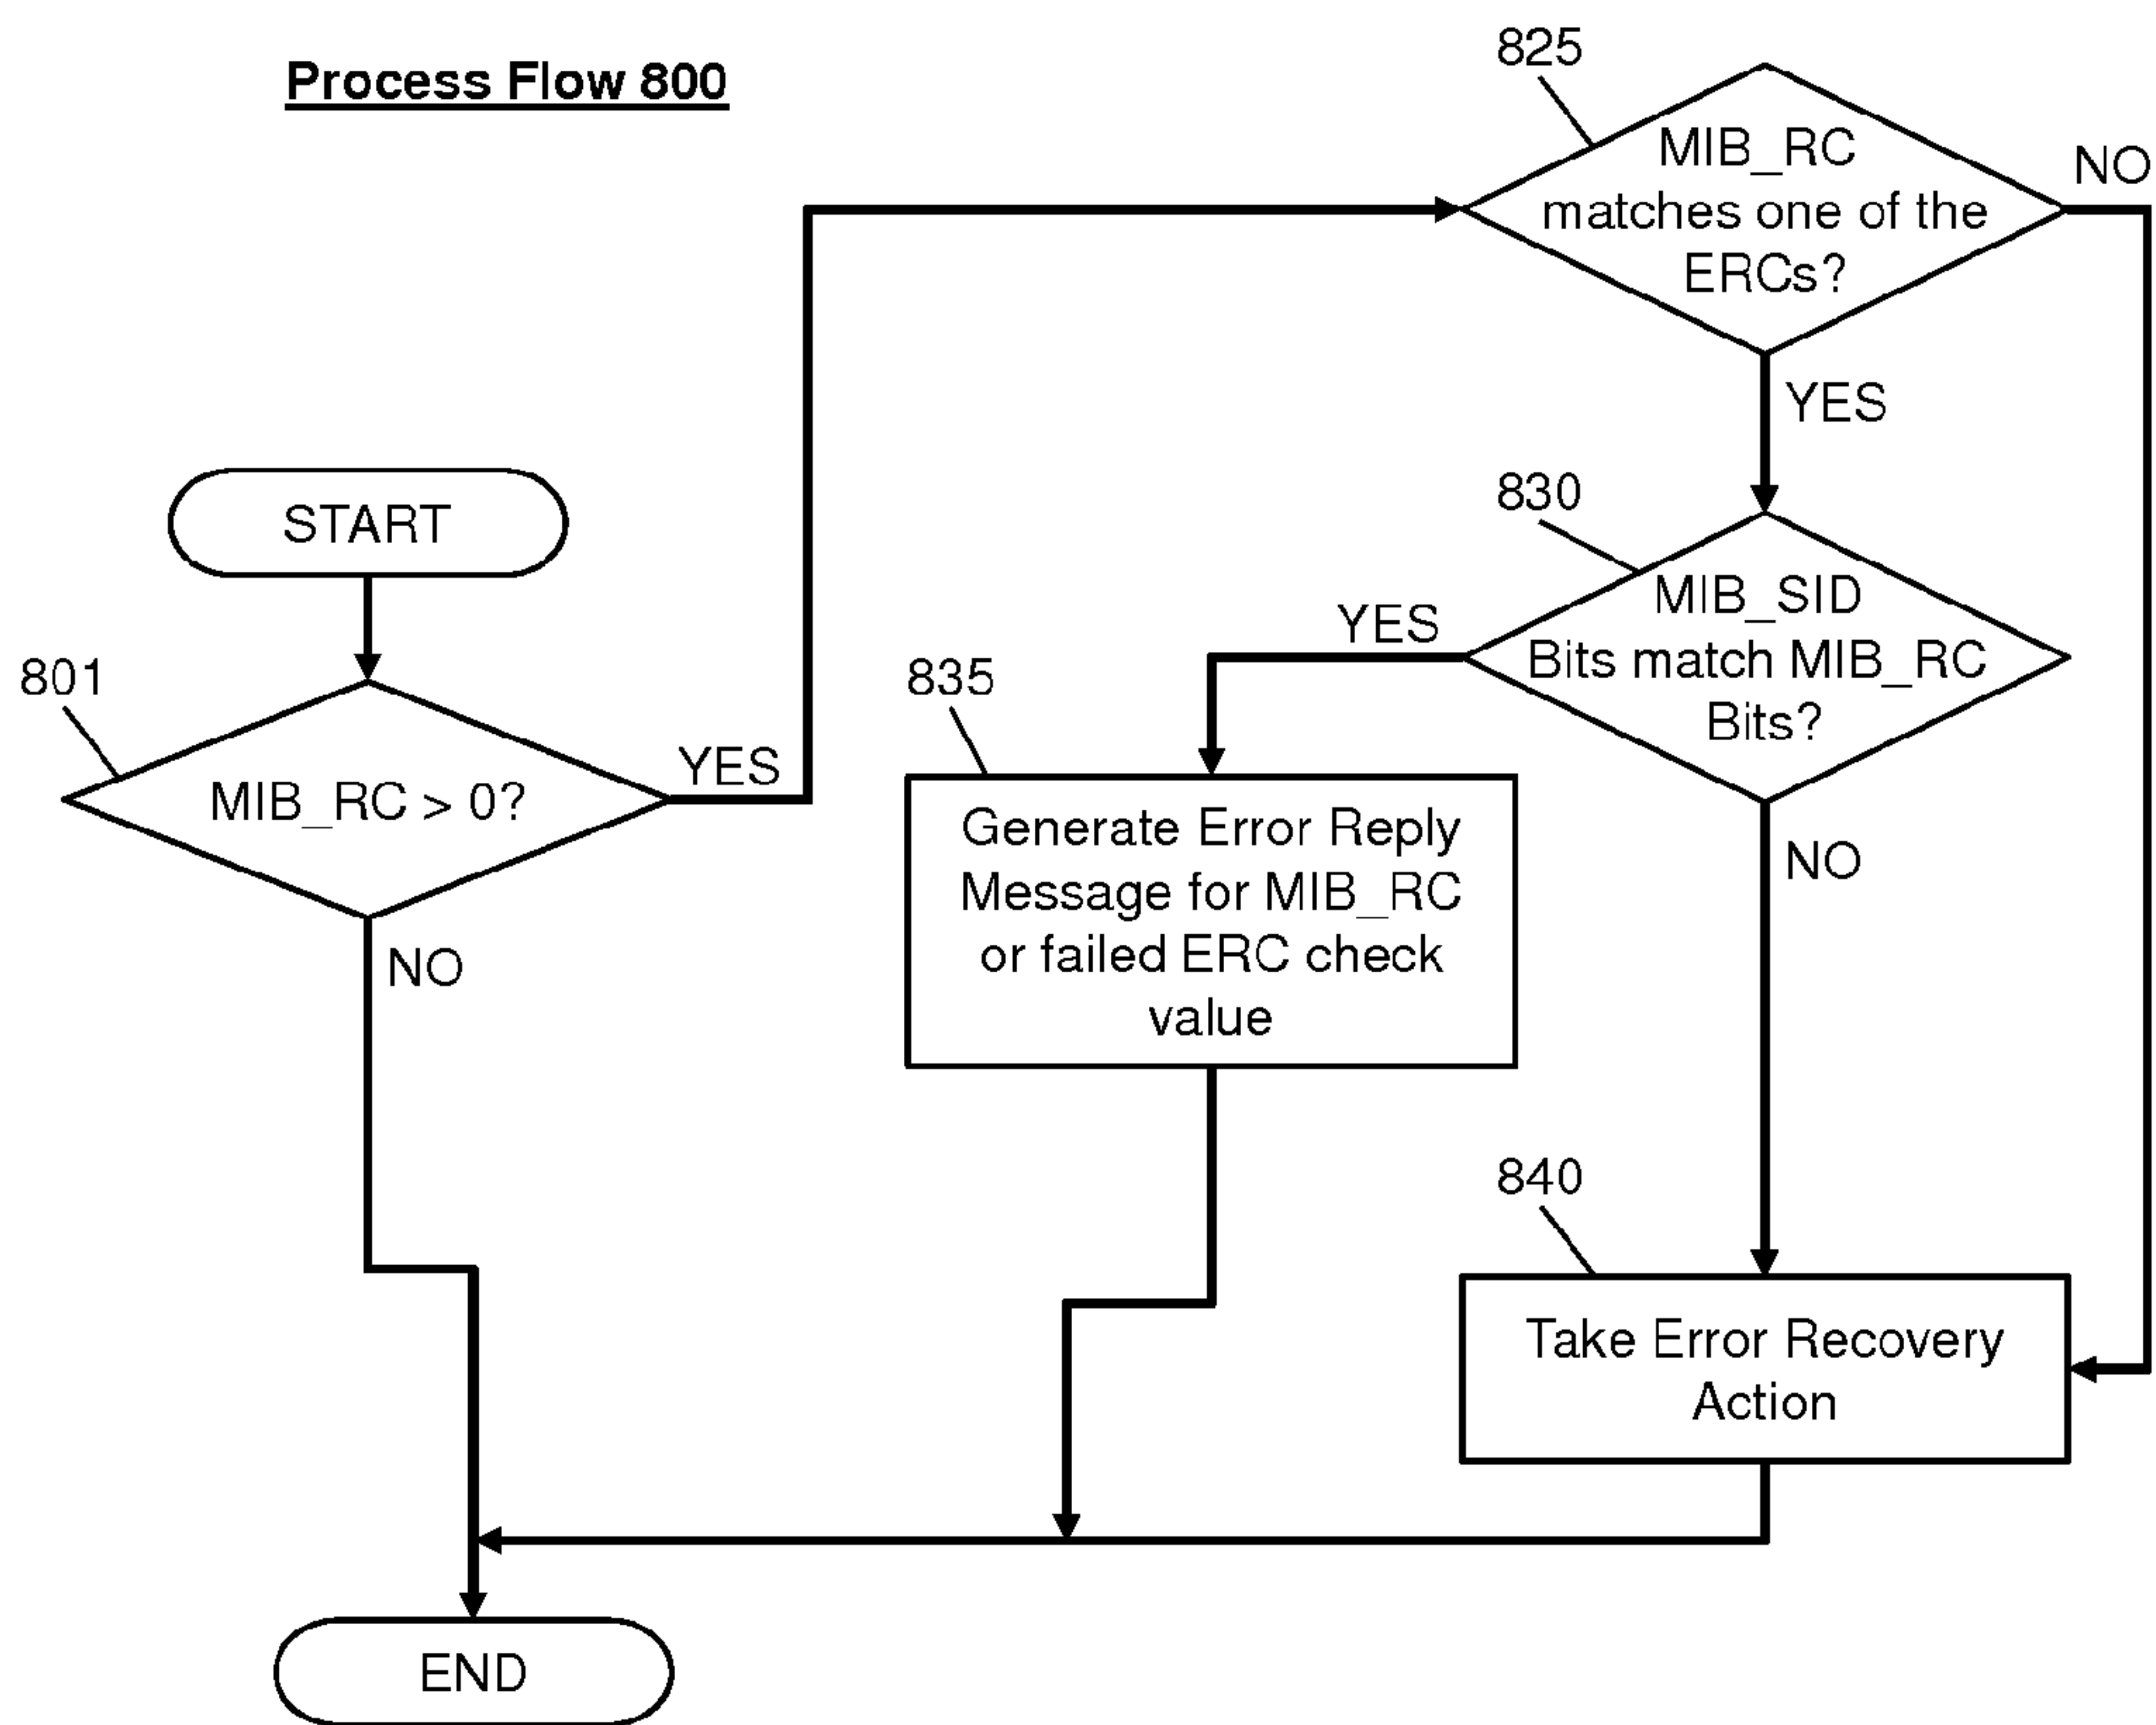 Process Flow 800
START
801
MIB_RC > 0?
YES
NO
825
MIB_RC
matches one of the
ERCs?
NO
YES
830
MIB_SID
Bits match MIB_RC
Bits?
YES
NO
835
Generate Error Reply
Message for MIB_RC
or failed ERC check
value
840
Take Error Recovery
Action
END